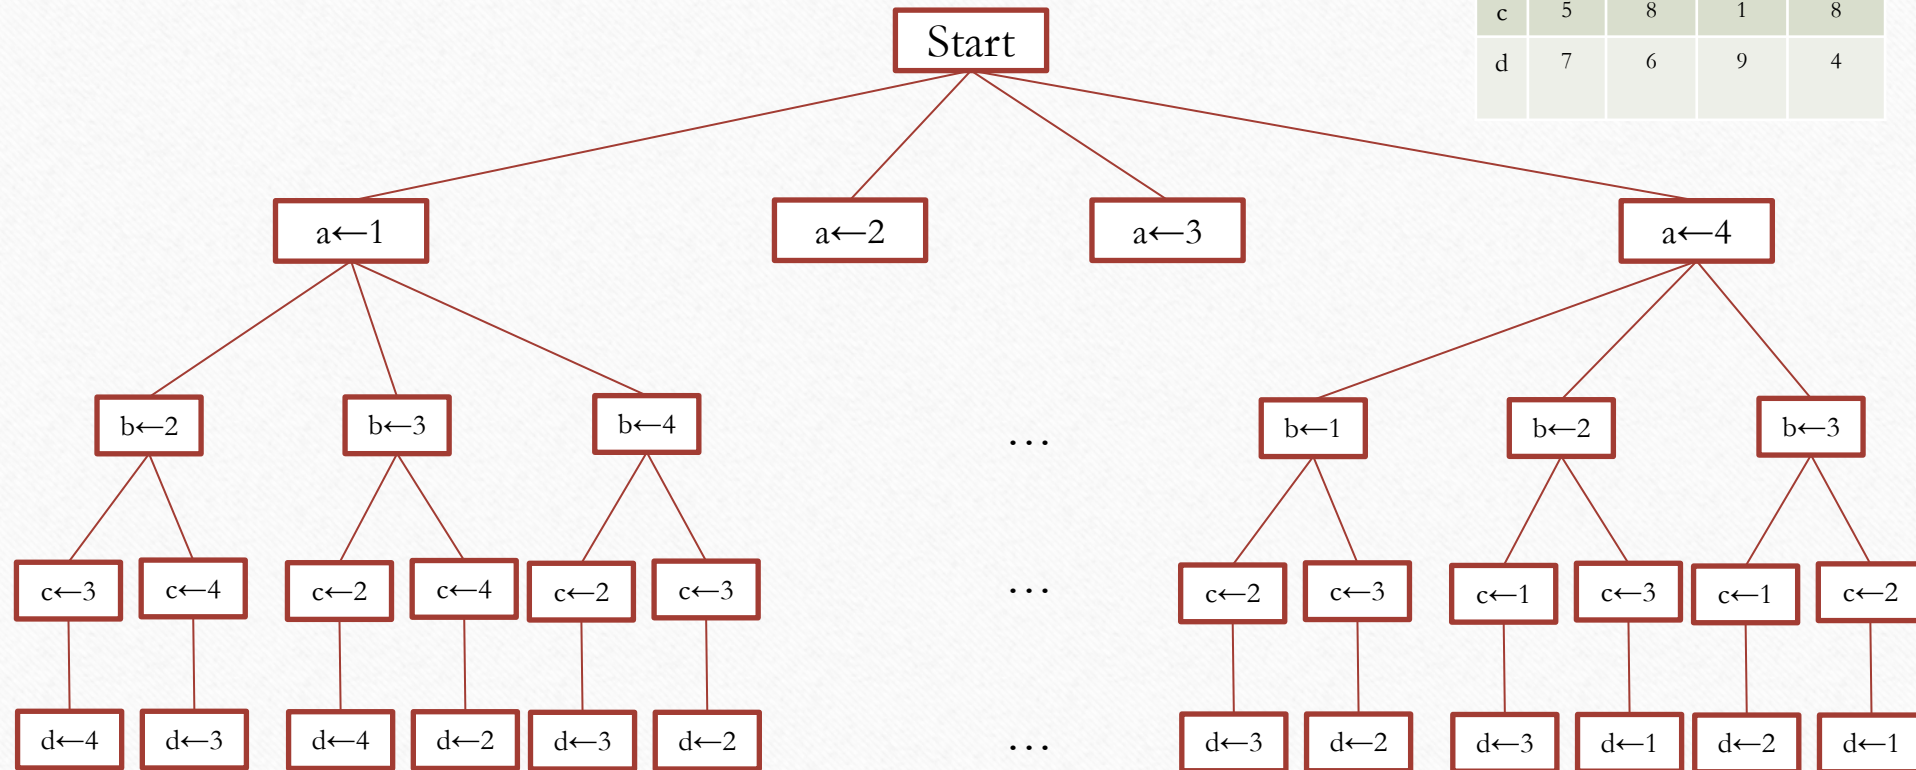 Start
c 5 8 1 8
d 7 6 9 4
a←1 a←2 a←3 a←4
b←2 b←3 b←4 ... b←1 b←2 b←3
c←3 c←4 c←2 c←4 c←2 c←3 ... c←2 c←3 c←1 c←3 c←1 c←2
d←4 d←3 d←4 d←2 d←3 d←2 ... d←3 d←2 d←3 d←1 d←2 d←1